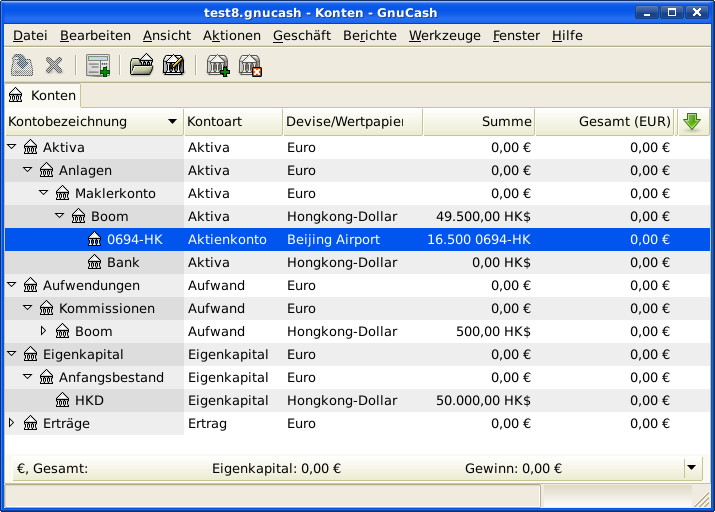 test8.gnucash - Konten - GnuCash
Datei Bearbeiten Ansicht Aktionen Geschäft Berichte Werkzeuge Fenster Hilfe
Konten
Kontobezeichnung Kontoart Devise/Wertpapier Summe Gesamt (EUR)
Aktiva Aktiva Euro 0,00 € 0,00 €
Anlagen Aktiva Euro 0,00 € 0,00 €
Maklerkonto Aktiva Euro 0,00 € 0,00 €
Boom Aktiva Hongkong-Dollar 49.500,00 HK$ 0,00 €
0694-HK Aktienkonto Beijing Airport 16.500 0694-HK 0,00 €
Bank Aktiva Hongkong-Dollar 0,00 HK$ 0,00 €
Aufwendungen Aufwand Euro 0,00 € 0,00 €
Kommissionen Aufwand Euro 0,00 € 0,00 €
Boom Aufwand Hongkong-Dollar 500,00 HK$ 0,00 €
Eigenkapital Eigenkapital Euro 0,00 € 0,00 €
Anfangsbestand Eigenkapital Euro 0,00 € 0,00 €
HKD Eigenkapital Hongkong-Dollar 50.000,00 HK$ 0,00 €
Erträge Ertrag Euro 0,00 € 0,00 €
€, Gesamt: Eigenkapital: 0,00 € Gewinn: 0,00 €